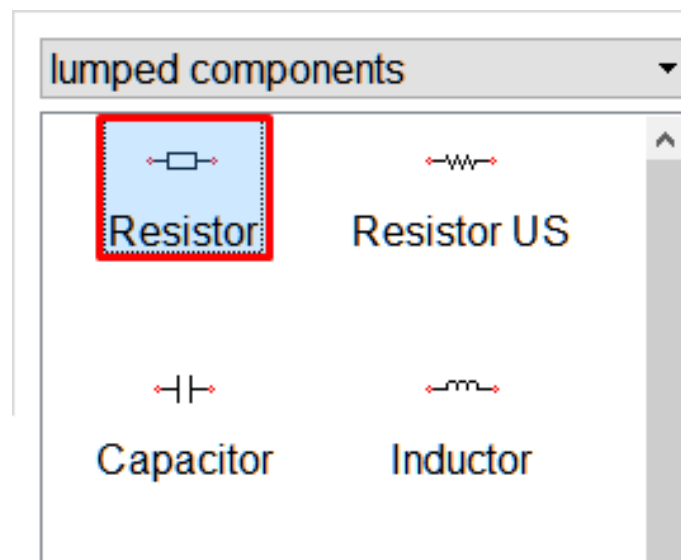 lumped components
Resistor
Resistor US
Capacitor
Inductor